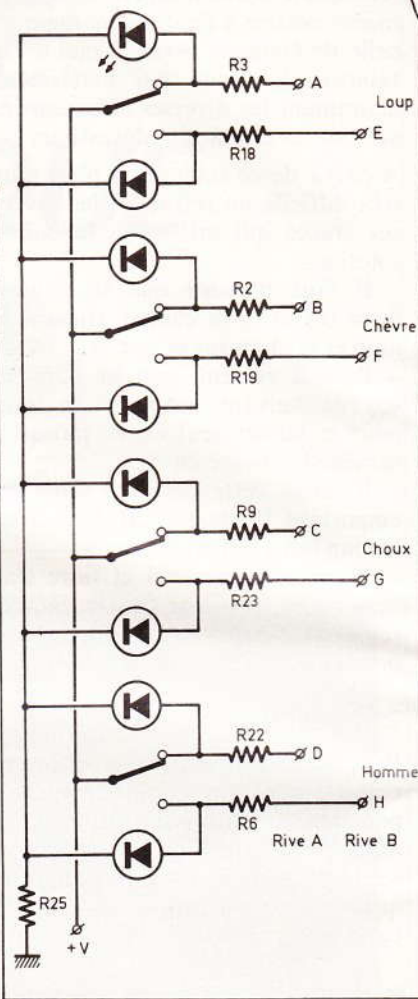 R3
A
Loup
E
R18
R2
B
Chèvre
F
R19
R9
C
Choux
G
R23
R22
D
Homme
H
R6
Rive A Rive B
R25
+V